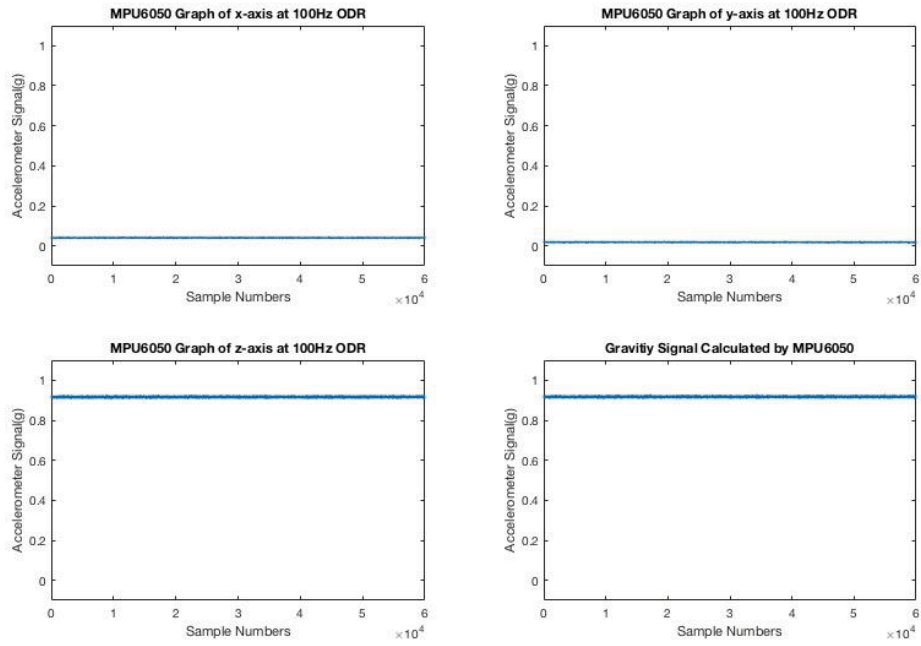 MPU6050 Graph of x-axis at 100Hz ODR
Accelerometer Signal(g)
1
0.8
0.6
0.4
0.2
0
0 1 2 3 4 5 6
Sample Numbers
×10^4
MPU6050 Graph of y-axis at 100Hz ODR
Accelerometer Signal(g)
1
0.8
0.6
0.4
0.2
0
0 1 2 3 4 5 6
Sample Numbers
×10^4
MPU6050 Graph of z-axis at 100Hz ODR
Accelerometer Signal(g)
1
0.8
0.6
0.4
0.2
0
0 1 2 3 4 5 6
Sample Numbers
×10^4
Gravitiy Signal Calculated by MPU6050
Accelerometer Signal(g)
1
0.8
0.6
0.4
0.2
0
0 1 2 3 4 5 6
Sample Numbers
×10^4